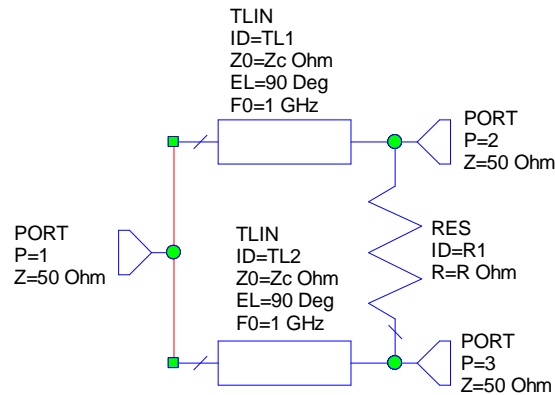 TLIN
ID=TL1
Z0=Zc Ohm
EL=90 Deg
F0=1 GHz
PORT
P=2
Z=50 Ohm
PORT
P=1
Z=50 Ohm
TLIN
ID=TL2
Z0=Zc Ohm
EL=90 Deg
F0=1 GHz
RES
ID=R1
R=R Ohm
PORT
P=3
Z=50 Ohm